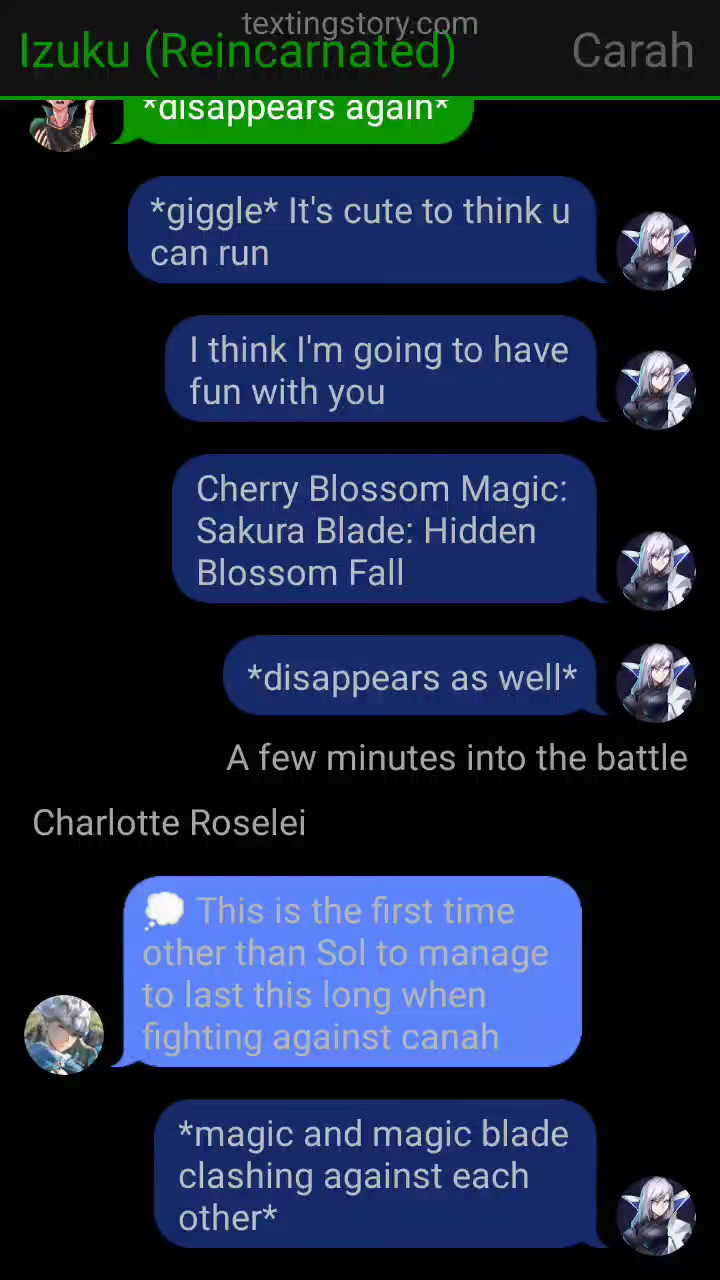 textingstory.com
Izuku (Reincarnated)
Carah
*disappears again*
*giggle* It's cute to think u
can run
I think I'm going to have
fun with you
Cherry Blossom Magic:
Sakura Blade: Hidden
Blossom Fall
*disappears as well*
A few minutes into the battle
Charlotte Roselei
💭 This is the first time
other than Sol to manage
to last this long when
fighting against canah
*magic and magic blade
clashing against each
other*